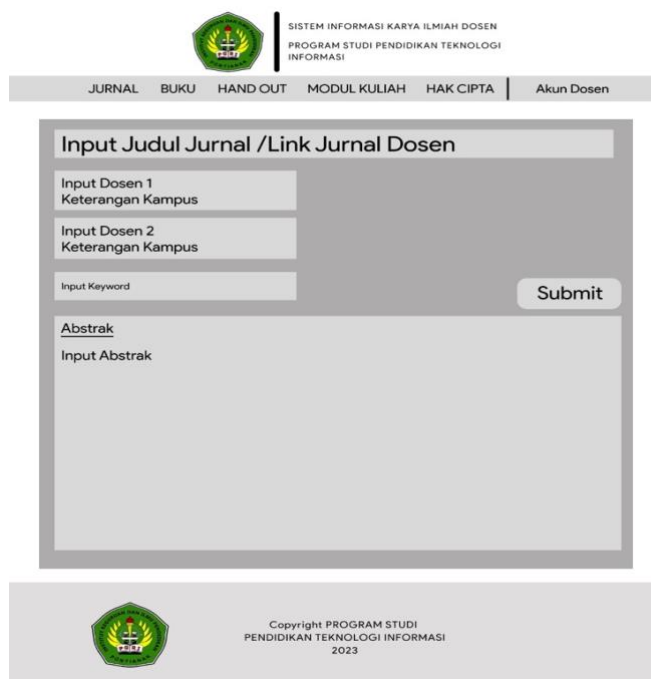 SISTEM INFORMASI KARYA ILMIAH DOSEN
PROGRAM STUDI PENDIDIKAN TEKNOLOGI
INFORMASI
JURNAL BUKU HAND OUT MODUL KULIAH HAK CIPTA Akun Dosen
Input Judul Jurnal /Link Jurnal Dosen
Input Dosen 1
Keterangan Kampus
Input Dosen 2
Keterangan Kampus
Input Keyword
Submit
Abstrak
Input Abstrak
Copyright PROGRAM STUDI
PENDIDIKAN TEKNOLOGI INFORMASI
2023